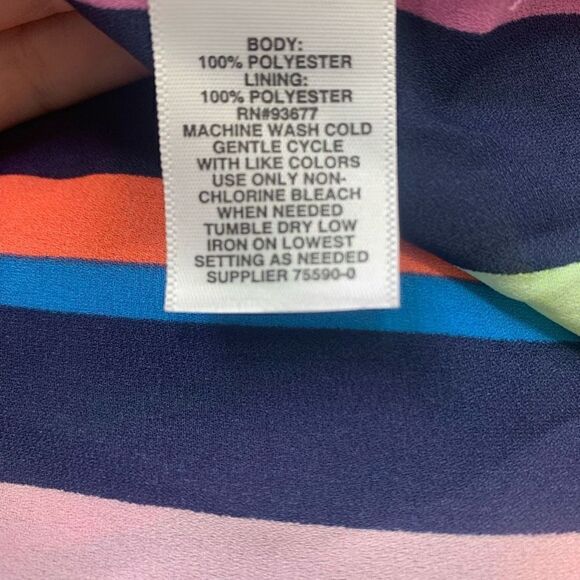 BODY:
100% POLYESTER
LINING:
100% POLYESTER
RN#93677
MACHINE WASH COLD
GENTLE CYCLE
WITH LIKE COLORS
USE ONLY NON-
CHLORINE BLEACH
WHEN NEEDED
TUMBLE DRY LOW
IRON ON LOWEST
SETTING AS NEEDED
SUPPLIER 75590-0